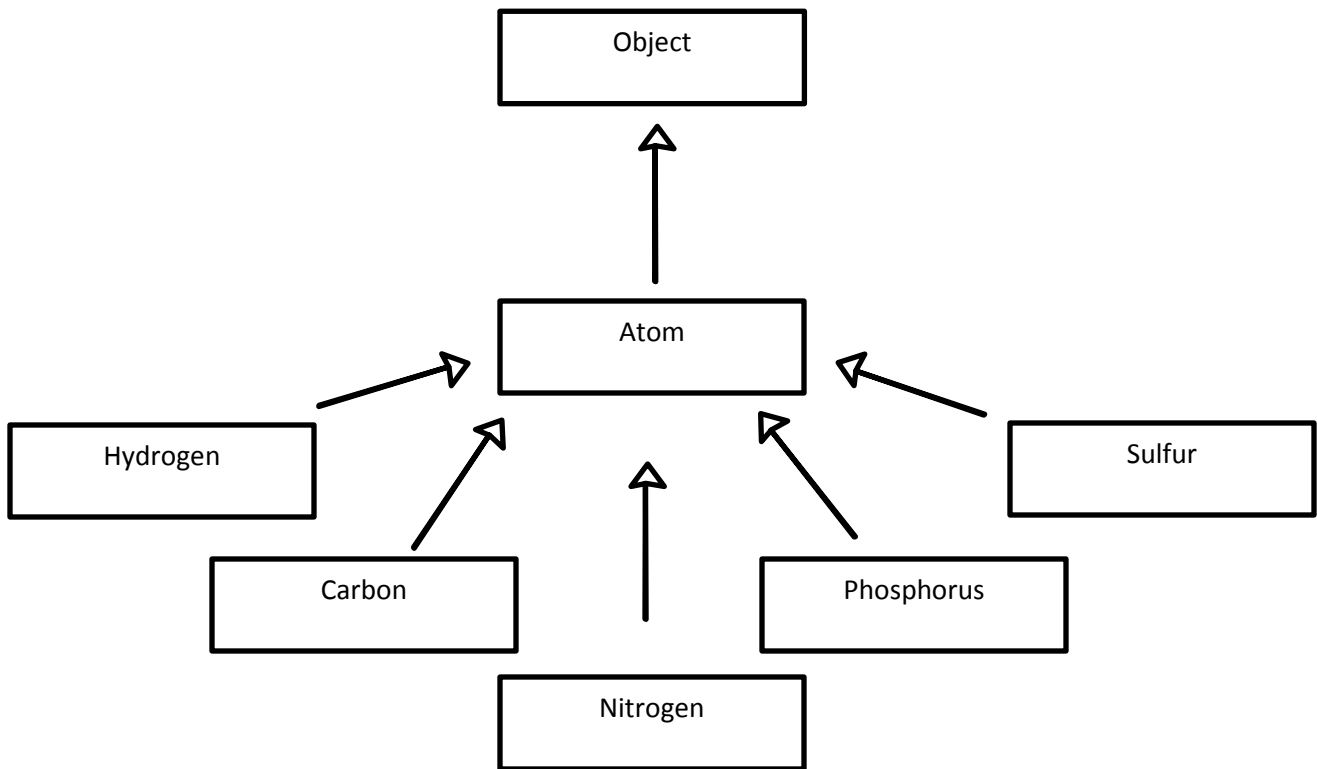 Object
Atom
Hydrogen
Sulfur
Carbon
Phosphorus
Nitrogen